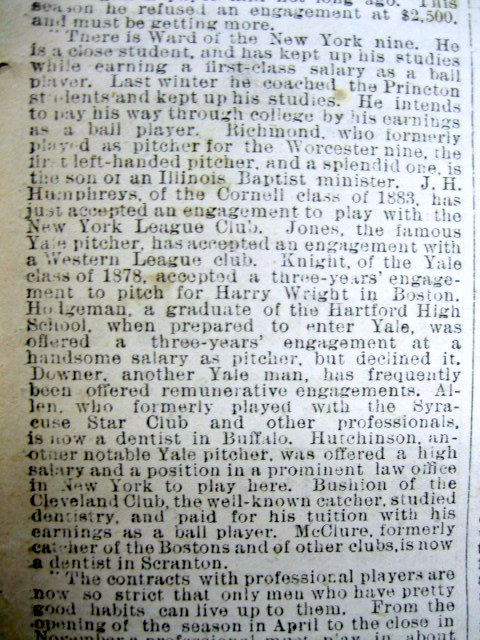 season he refused an engagement at $2,500.
and must be getting more.
"There is Ward of the New York nine. He
is a close student, and has kept up his studies
while earning a first-class salary as a ball
player. Last winter he coached the Princton
students and kept up his studies. He intends
to pay his way through college by his earnings
as a ball player. Richmond, who formerly
played as pitcher for the Worcester nine, the
first left-handed pitcher, and a splendid one, is
the son of an Illinois Baptist minister. J. H.
Humphreys, of the Cornell class of 1883, has
just accepted an engagement to play with the
New York League Club. Jones, the famous
Yale pitcher, has accepted an engagement with
a Western League club. Knight, of the Yale
class of 1878, accepted a three-years' engage-
ment to pitch for Harry Wright in Boston.
Hodgeman, a graduate of the Hartford High
School, when prepared to enter Yale, was
offered a three-years' engagement at a
handsome salary as pitcher, but declined it.
Downer, another Yale man, has frequently
been offered remunerative engagements. Al-
len, who formerly played with the Syra-
cuse Star Club and other professionals,
is now a dentist in Buffalo. Hutchinson, an-
other notable Yale pitcher, was offered a high
salary and a position in a prominent law office
in New York to play here. Bushion of the
Cleveland Club, the well-known catcher, studied
dentistry, and paid for his tuition with his
earnings as a ball player. McClure, formerly
catcher of the Bostons and of other clubs, is now
a dentist in Scranton.
"The contracts with professional players are
now so strict that only men who have pretty
good habits can live up to them. From the
opening of the season in April to the close in
November a professional must play in about